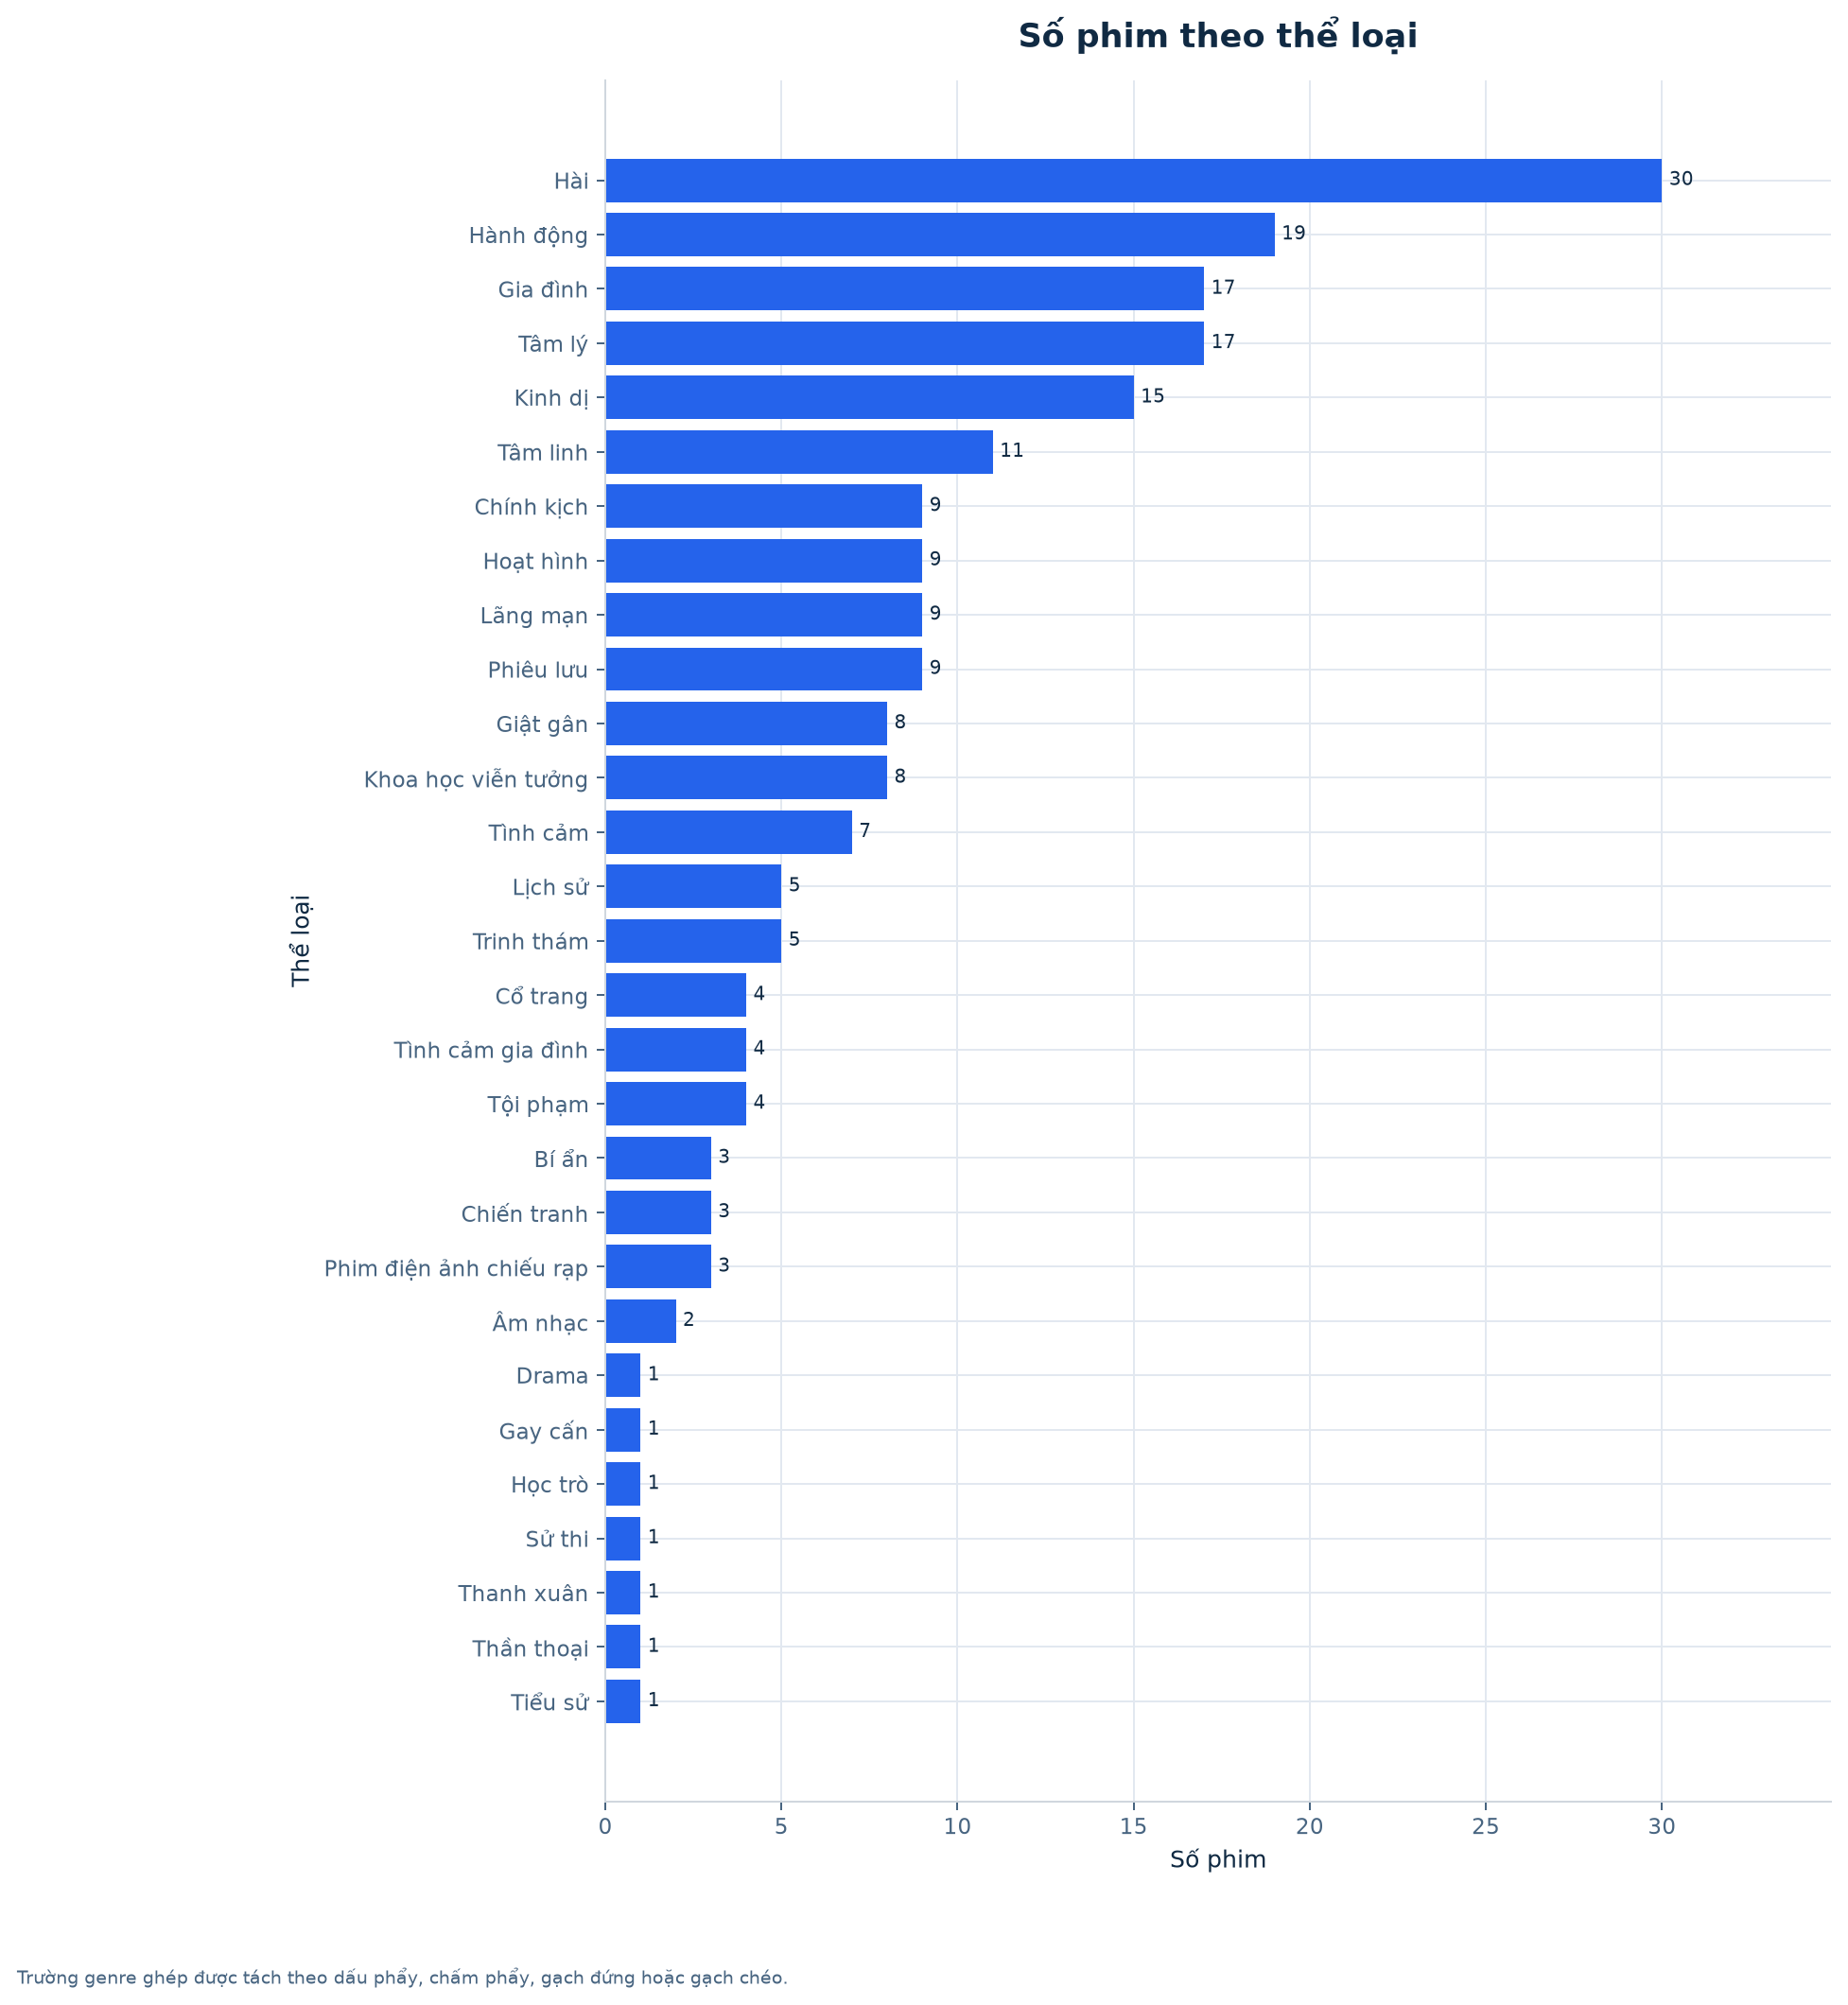 Số phim theo thể loại
Hài 30
Hành động 19
Gia đình 17
Tâm lý 17
Kinh dị 15
Tâm linh 11
Chính kịch 9
Hoạt hình 9
Lãng mạn 9
Phiêu lưu 9
Giật gân 8
Khoa học viễn tưởng 8
Tình cảm 7
Lịch sử 5
Trinh thám 5
Cổ trang 4
Tình cảm gia đình 4
Tội phạm 4
Bí ẩn 3
Chiến tranh 3
Phim điện ảnh chiếu rạp 3
Âm nhạc 2
Drama 1
Gay cấn 1
Học trò 1
Sử thi 1
Thanh xuân 1
Thần thoại 1
Tiểu sử 1
Thể loại
0 5 10 15 20 25 30
Số phim
Trường genre ghép được tách theo dấu phẩy, chấm phẩy, gạch đứng hoặc gạch chéo.